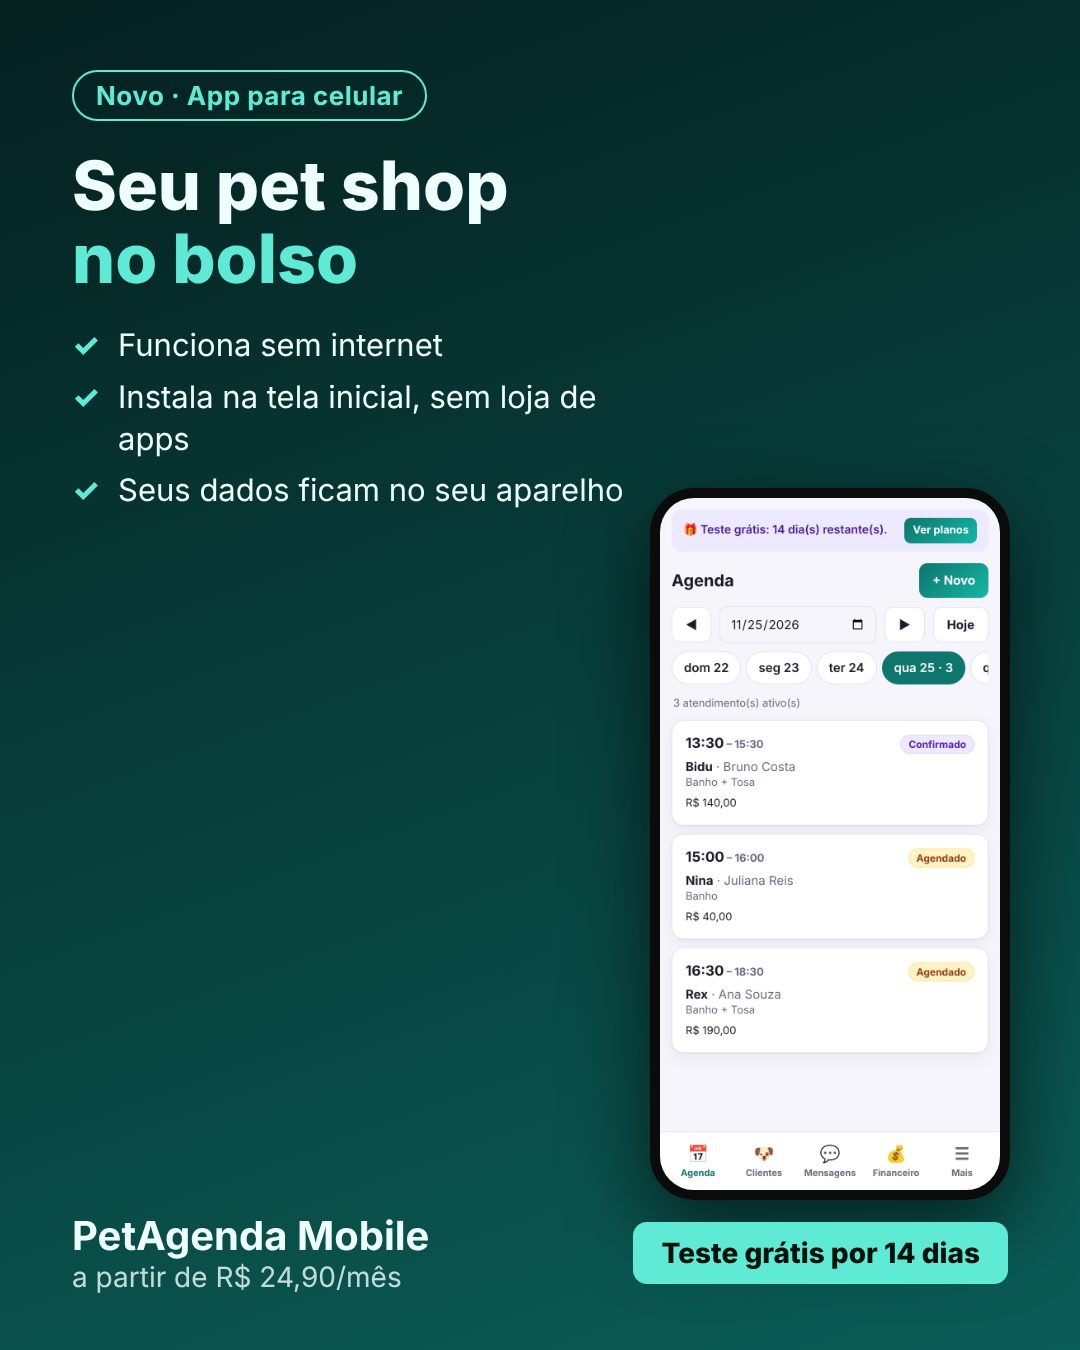 Novo · App para celular
Seu pet shop
no bolso
Funciona sem internet
Instala na tela inicial, sem loja de
apps
Seus dados ficam no seu aparelho
🎁 Teste grátis: 14 dia(s) restante(s). Ver planos
Agenda + Novo
◀ 11/25/2026 ▶ Hoje
dom 22 seg 23 ter 24 qua 25 · 3 q
3 atendimento(s) ativo(s)
13:30 – 15:30 Confirmado
Bidu · Bruno Costa
Banho + Tosa
R$ 140,00
15:00 – 16:00 Agendado
Nina · Juliana Reis
Banho
R$ 40,00
16:30 – 18:30 Agendado
Rex · Ana Souza
Banho + Tosa
R$ 190,00
Agenda Clientes Mensagens Financeiro Mais
PetAgenda Mobile
a partir de R$ 24,90/mês
Teste grátis por 14 dias